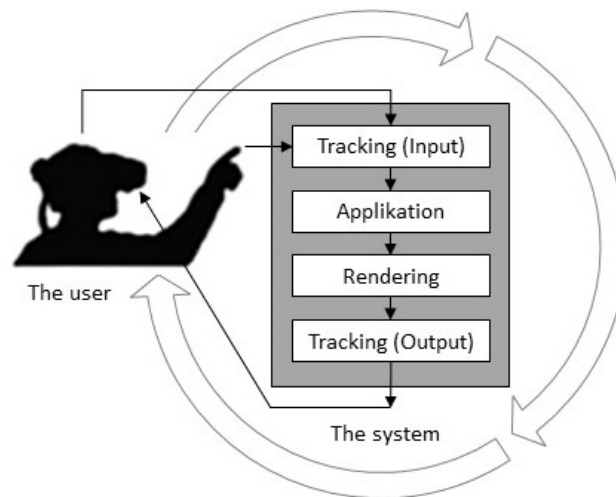 Tracking (Input)
Applikation
Rendering
Tracking (Output)
The user
The system